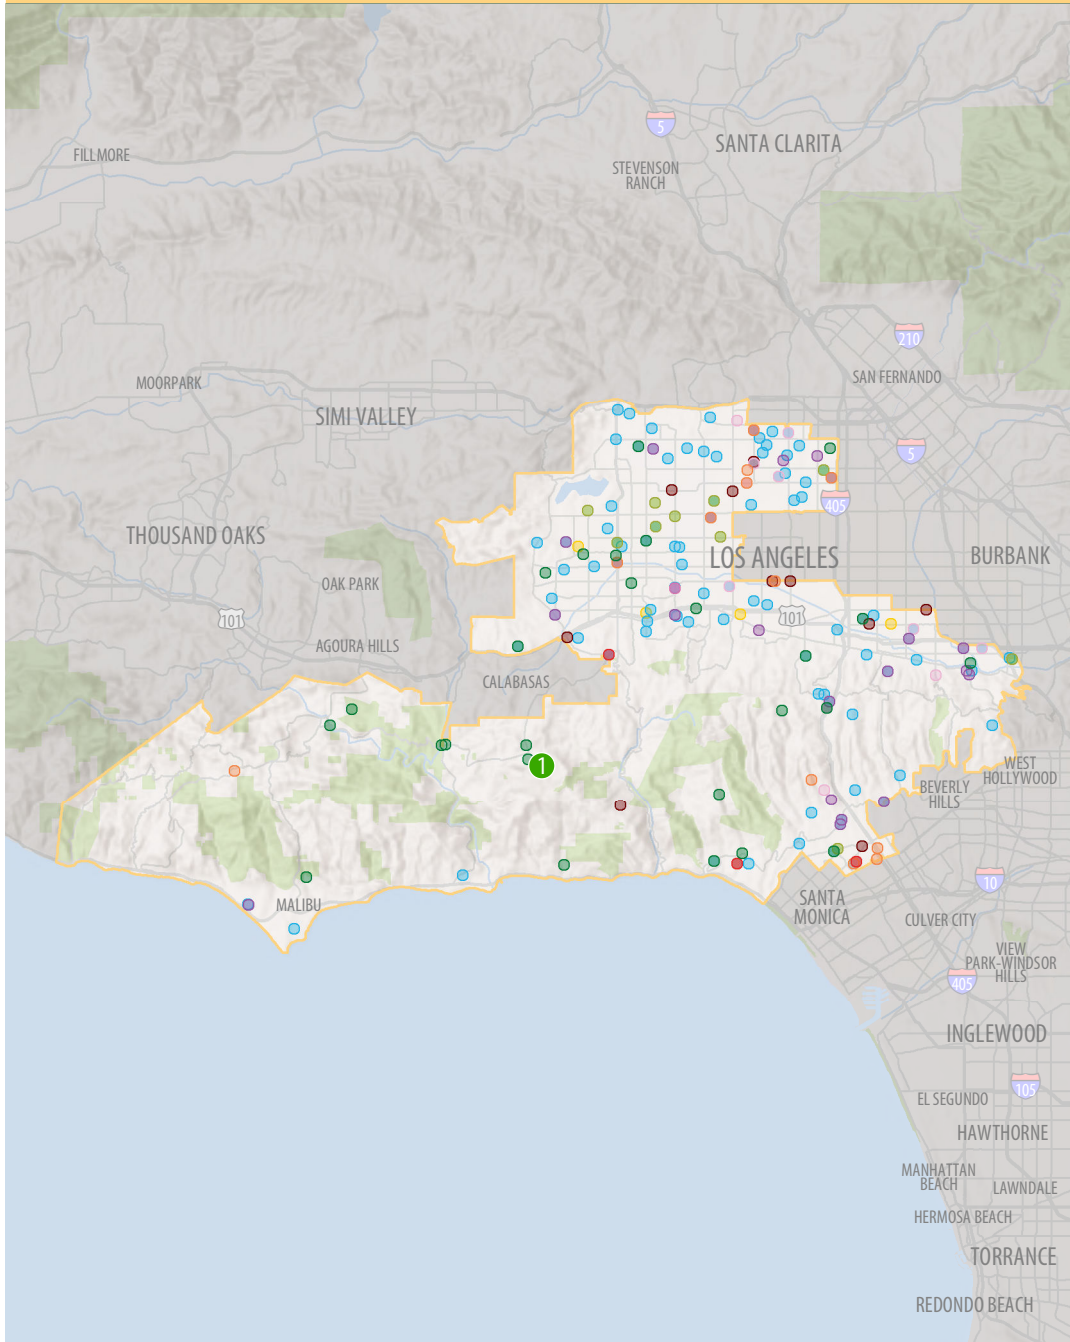 5
SANTA CLARITA
FILLMORE
STEVENSON
RANCH
210
SAN FERNANDO
MOORPARK
SIMI VALLEY
5
405
THOUSAND OAKS
LOS ANGELES
BURBANK
OAK PARK
101
101
AGOURA HILLS
CALABASAS
1
WEST
HOLLYWOOD
BEVERLY
HILLS
10
MALIBU
SANTA
MONICA
CULVER CITY
VIEW
PARK-WINDSOR
HILLS
405
INGLEWOOD
105
EL SEGUNDO
HAWTHORNE
MANHATTAN
BEACH
LAWNDALE
HERMOSA BEACH
TORRANCE
REDONDO BEACH